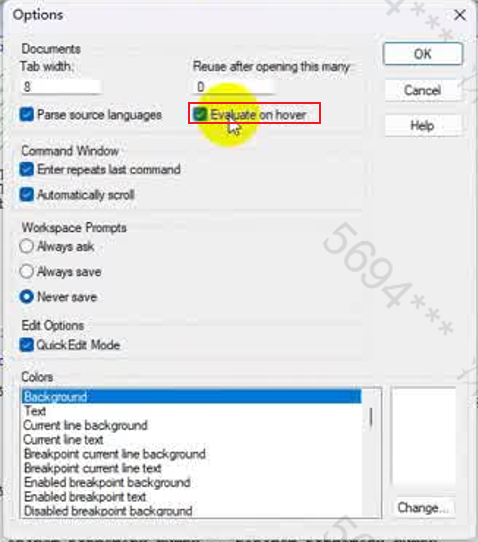 Options
Documents
Tab width:
Reuse after opening this many:
8
0
OK
Parse source languages
Evaluate on hover
Cancel
Help
Command Window
Enter repeats last command
Automatically scroll
Workspace Prompts
Always ask
Always save
Never save
Edit Options
QuickEdit Mode
Colors
Background
Text
Current line background
Current line text
Breakpoint current line background
Breakpoint current line text
Enabled breakpoint background
Enabled breakpoint text
Disabled breakpoint background
Change...
5694***